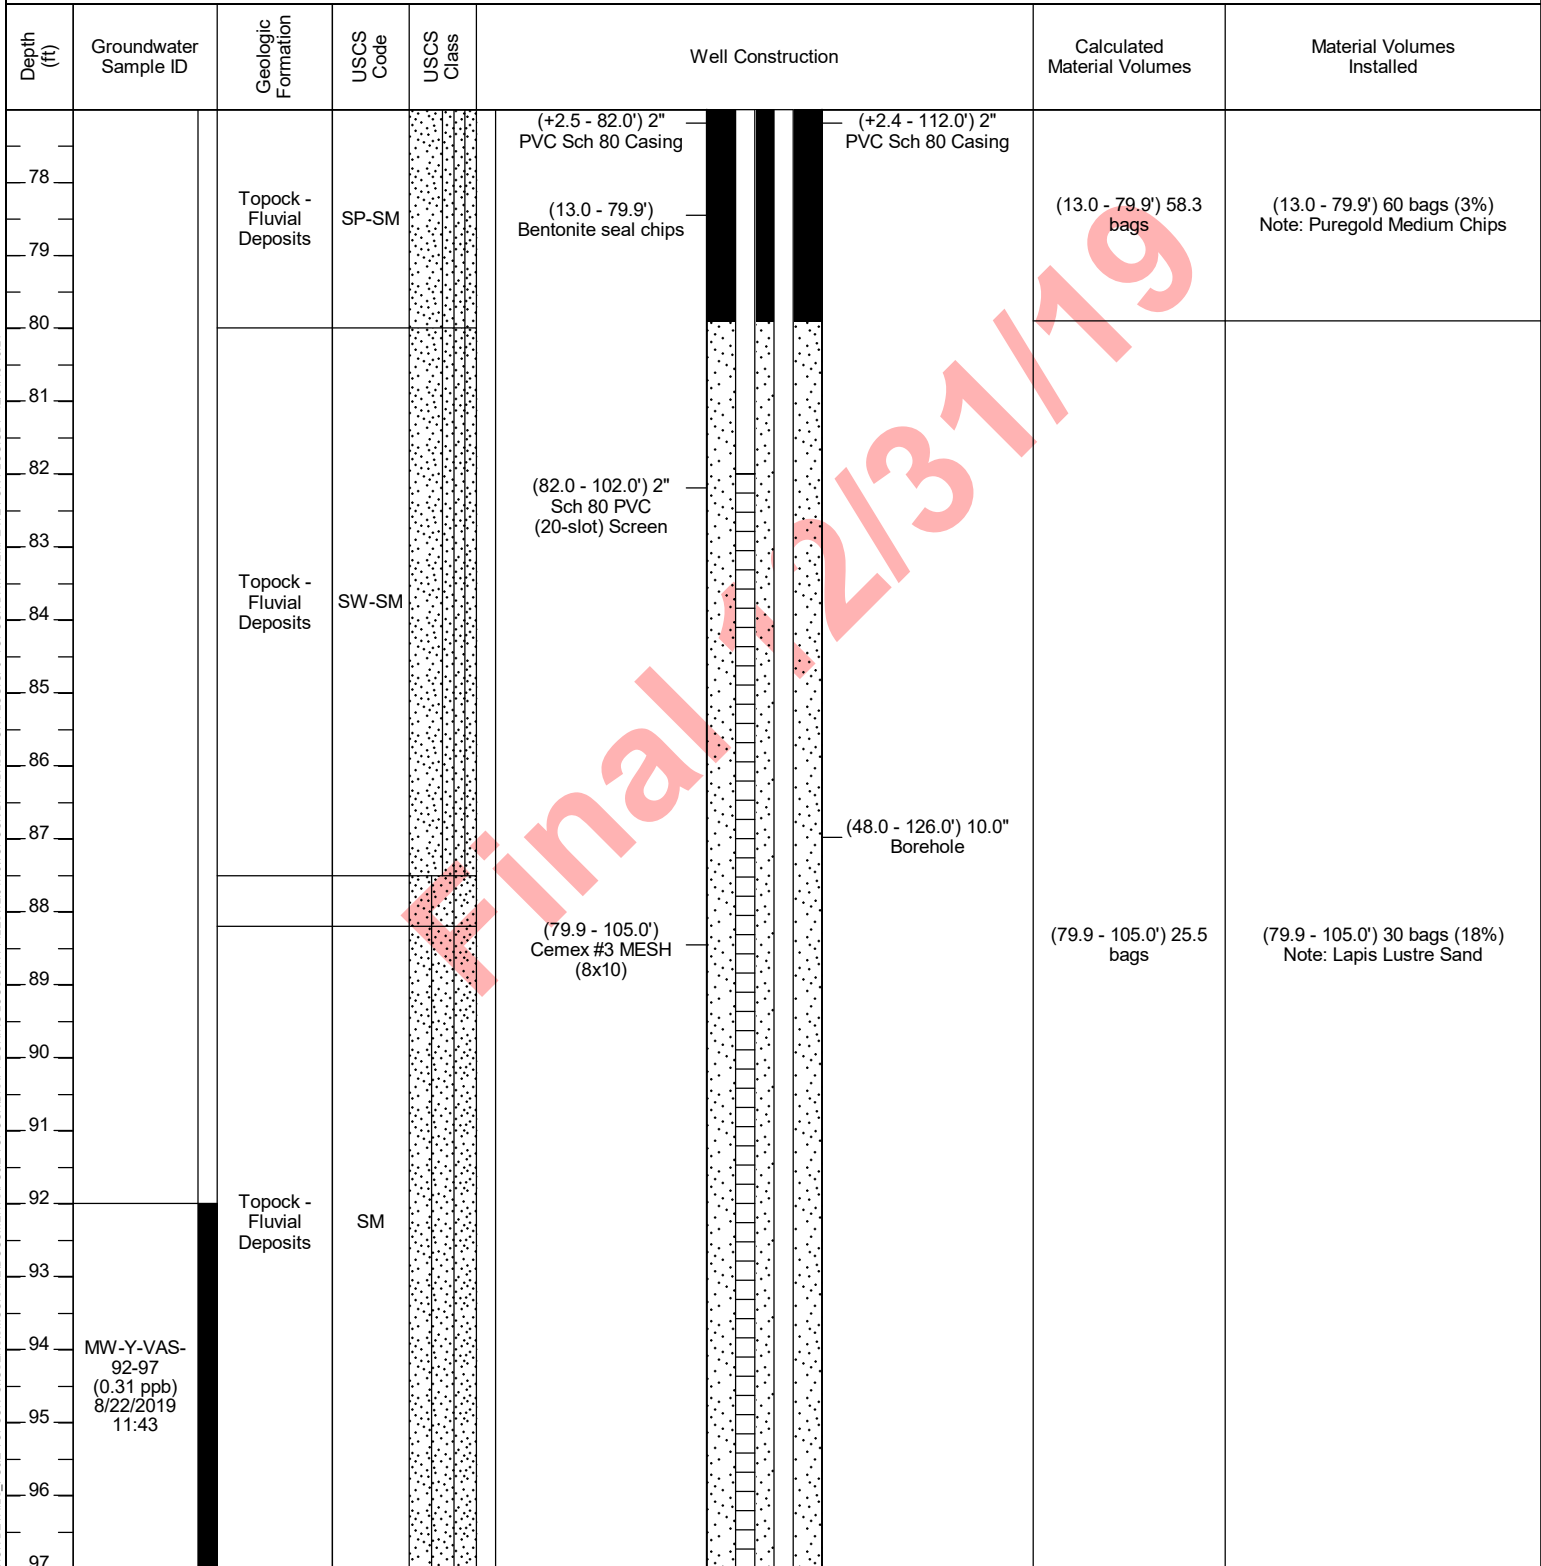 Depth
(ft)
Groundwater
Sample ID
Geologic
Formation
USCS
Code
USCS
Class
Well Construction
Calculated
Material Volumes
Material Volumes
Installed
(+2.5 - 82.0') 2"
PVC Sch 80 Casing
(+2.4 - 112.0') 2"
PVC Sch 80 Casing
78
Topock -
Fluvial
Deposits
SP-SM
(13.0 - 79.9')
Bentonite seal chips
(13.0 - 79.9') 58.3
bags
(13.0 - 79.9') 60 bags (3%)
Note: Puregold Medium Chips
79
80
81
82
(82.0 - 102.0') 2"
Sch 80 PVC
(20-slot) Screen
83
Topock -
Fluvial
Deposits
SW-SM
84
85
86
87
(48.0 - 126.0') 10.0"
Borehole
88
(79.9 - 105.0')
Cemex #3 MESH
(8x10)
(79.9 - 105.0') 25.5
bags
(79.9 - 105.0') 30 bags (18%)
Note: Lapis Lustre Sand
89
90
91
92
Topock -
Fluvial
Deposits
SM
93
94
MW-Y-VAS-
92-97
(0.31 ppb)
8/22/2019
11:43
95
96
97
Final 12/31/19